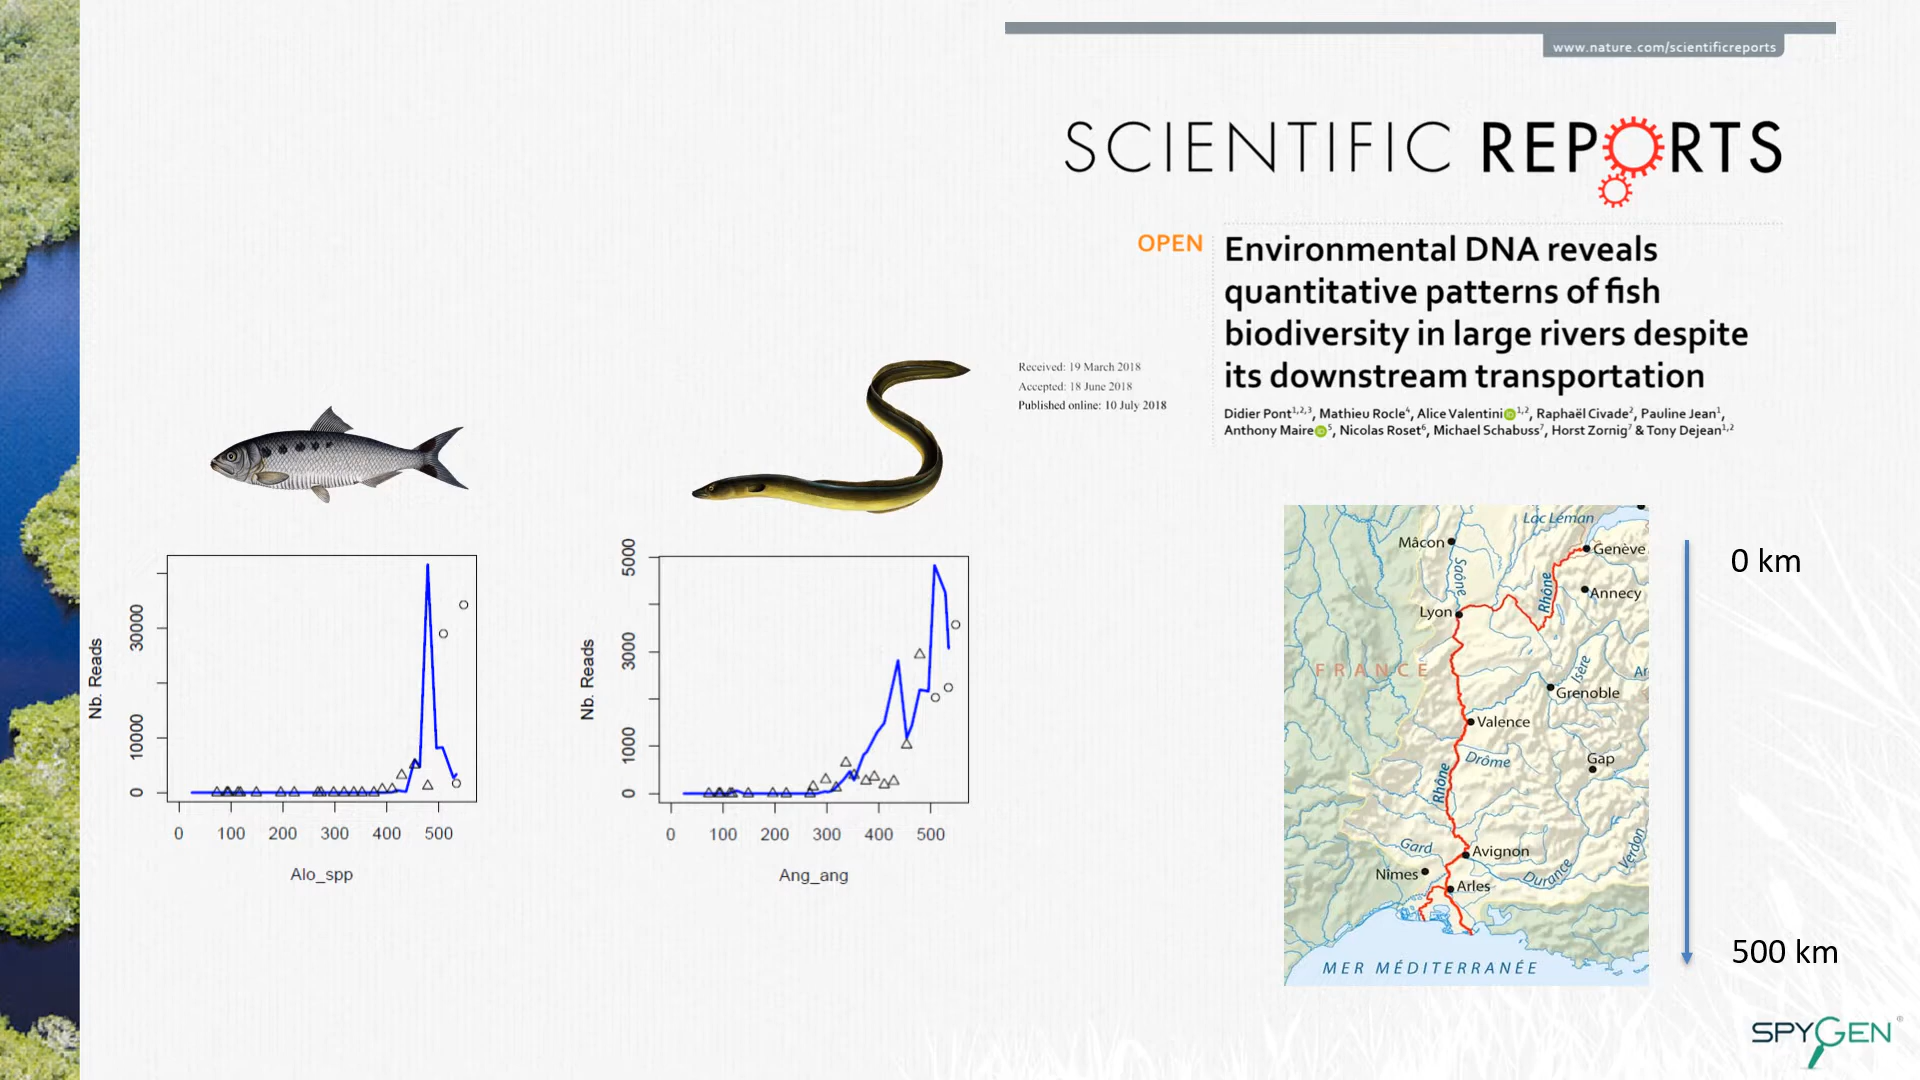 www.nature.com/scientificreports
SCIENTIFIC REPORTS
OPEN
Environmental DNA reveals
quantitative patterns of fish
biodiversity in large rivers despite
its downstream transportation
Received: 19 March 2018
Accepted: 18 June 2018
Published online: 10 July 2018
Didier Pont1,2,3, Mathieu Rocle4, Alice Valentini1,2, Raphaël Civade2, Pauline Jean1,
Anthony Maire5, Nicolas Roset6, Michael Schabuss7, Horst Zornig7 & Tony Dejean1,2
Nb. Reads
0 10000 30000
0 100 200 300 400 500
Alo_spp
Nb. Reads
0 1000 3000 5000
0 100 200 300 400 500
Ang_ang
Lac Léman
Mâcon
Genève
Saône
Rhône
Annecy
Lyon
FRANCE
Isère
Ar
Grenoble
Valence
Drôme
Gap
Rhône
Gard
Avignon
Verdon
Nîmes
Durance
Arles
MER MÉDITERRANÉE
0 km
500 km
SPYGEN®